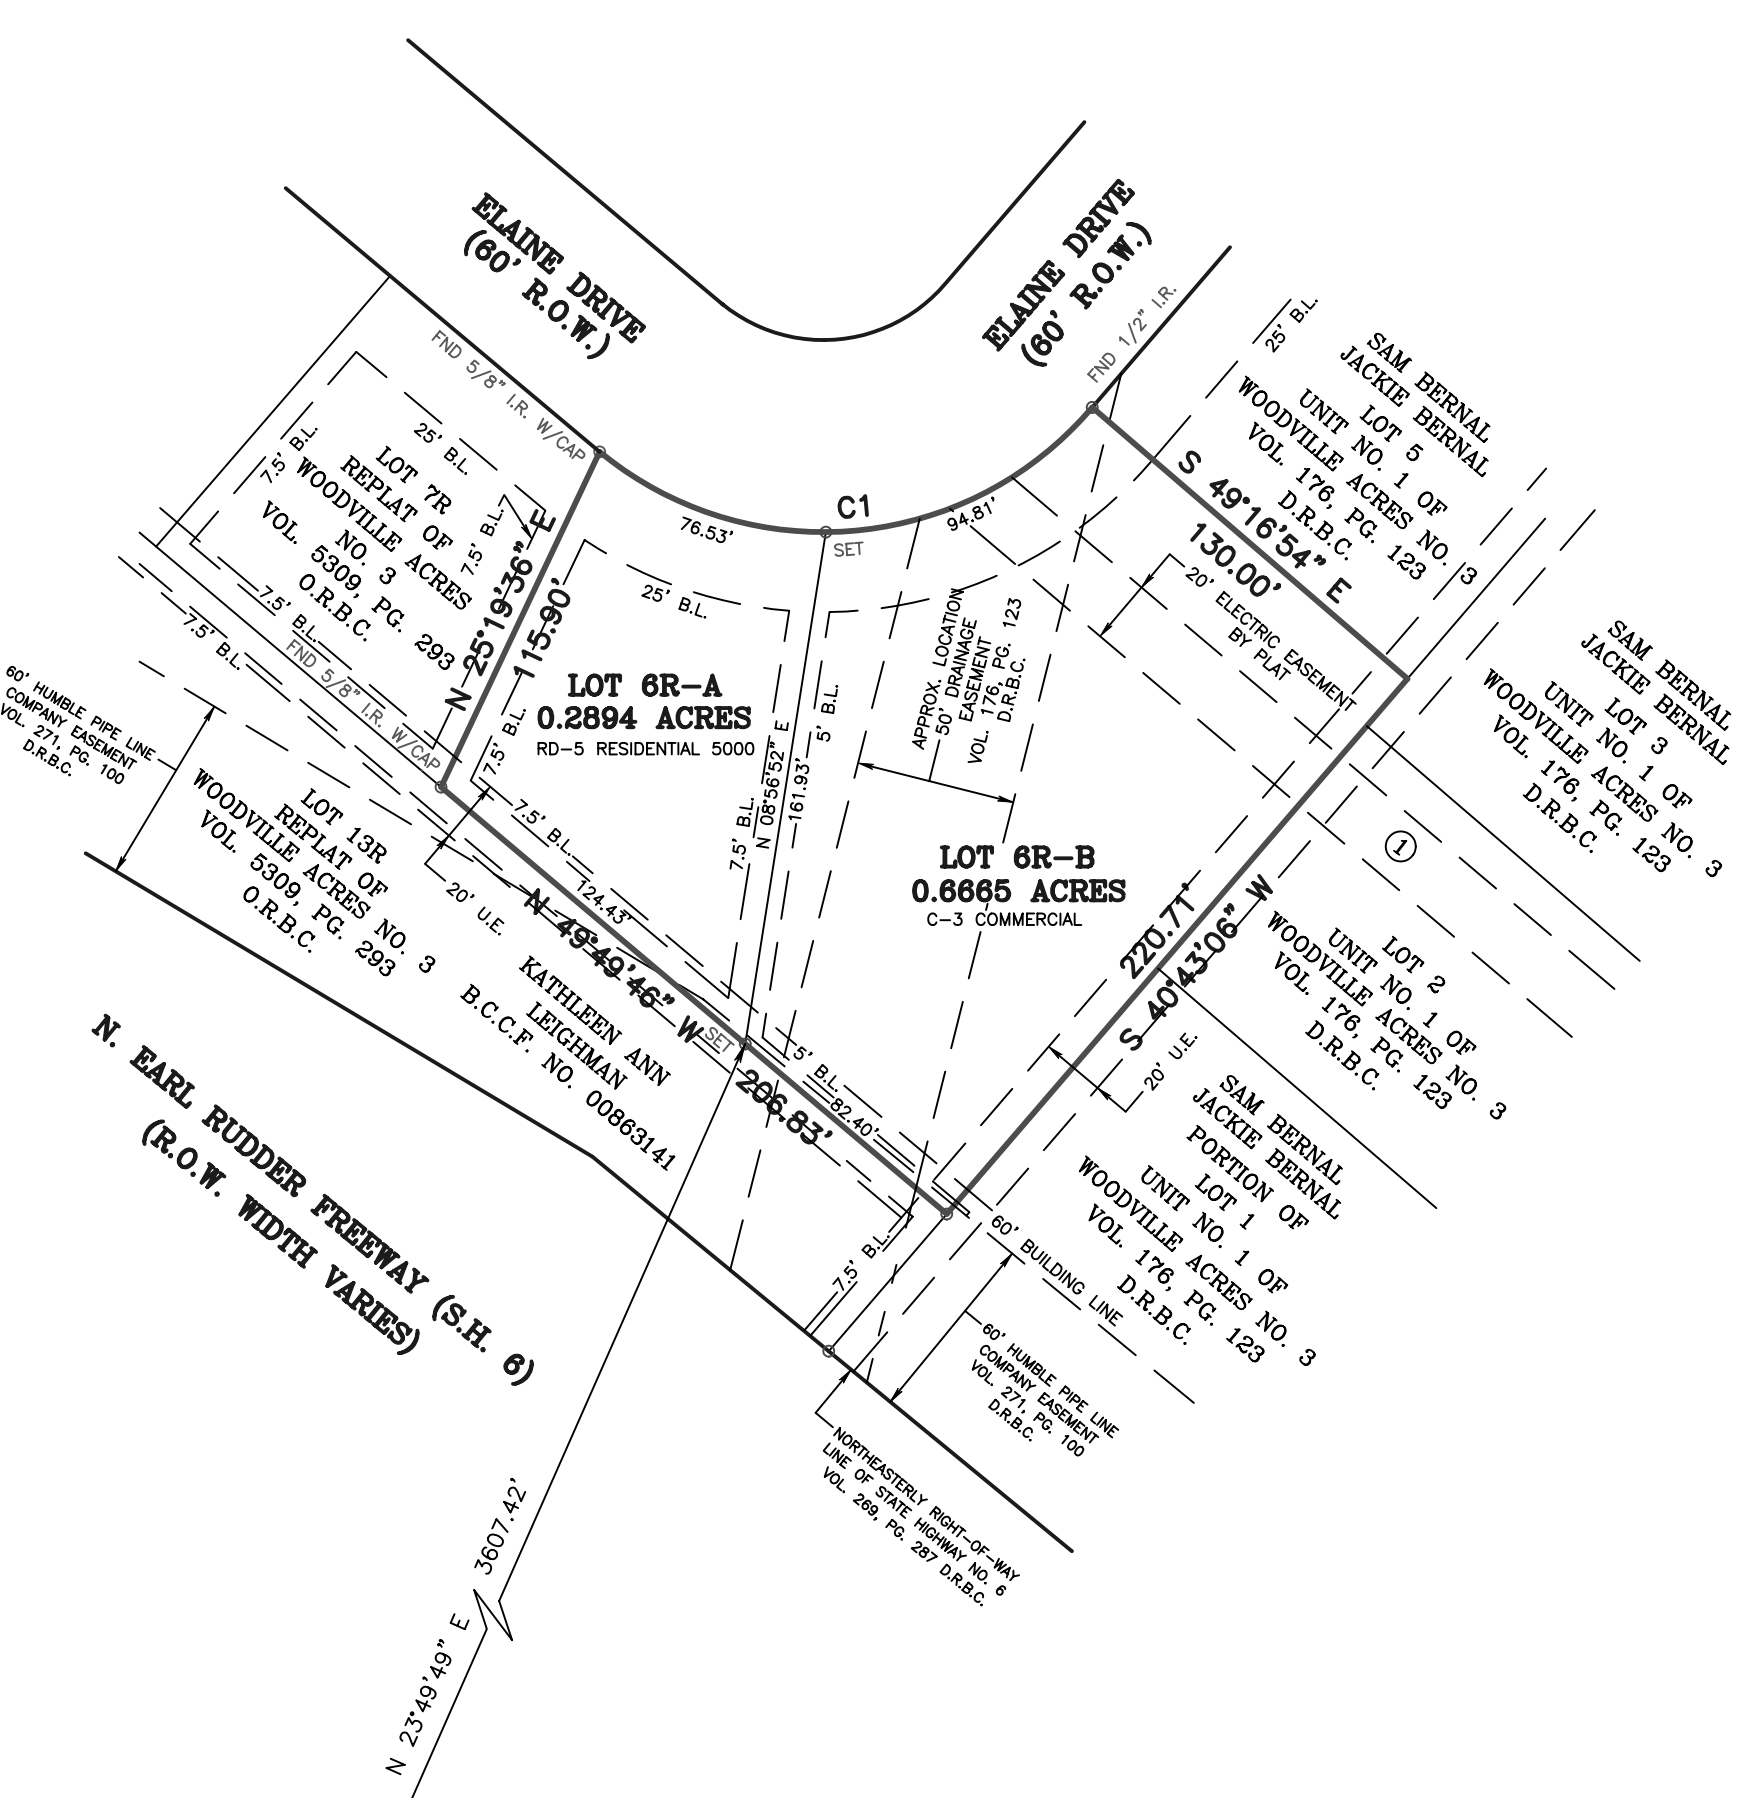 ELAINE DRIVE
(60' R.O.W.)
ELAINE DRIVE
(60' R.O.W.)
FND 5/8" I.R. W/CAP
FND 1/2" I.R.
25' B.L.
SAM BERNAL
JACKIE BERNAL
LOT 5
UNIT NO. 1 OF
WOODVILLE ACRES NO. 3
VOL. 176, PG. 123
D.R.B.C.
25' B.L.
7.5' B.L.
LOT 7R
REPLAT OF
WOODVILLE ACRES
NO. 3
VOL. 5309, PG. 293
O.R.B.C.
7.5' B.L.
7.5' B.L.
7.5' B.L.
FND 5/8" I.R. W/CAP
N 25°19'36" E
115.90'
76.53'
C1
SET
94.81'
S 49°16'54" E
130.00'
20' ELECTRIC EASEMENT
BY PLAT
25' B.L.
LOT 6R-A
0.2894 ACRES
RD-5 RESIDENTIAL 5000
7.5' B.L.
7.5' B.L.
7.5' B.L.
N 08°56'52" E
161.93'
5' B.L.
APPROX. LOCATION
50' DRAINAGE
EASEMENT
VOL. 176, PG. 123
D.R.B.C.
LOT 6R-B
0.6665 ACRES
C-3 COMMERCIAL
SAM BERNAL
JACKIE BERNAL
LOT 3
UNIT NO. 1 OF
WOODVILLE ACRES NO. 3
VOL. 176, PG. 123
D.R.B.C.
1
60' HUMBLE PIPE LINE
COMPANY EASEMENT
VOL. 271, PG. 100
D.R.B.C.
LOT 13R
REPLAT OF
WOODVILLE ACRES NO. 3
VOL. 5309, PG. 293
O.R.B.C.
20' U.E.
124.43'
N 49°49'46" W
206.83'
SET
5' B.L.
82.40'
KATHLEEN ANN
LEIGHMAN
B.C.C.F. NO. 00863141
220.71'
S 40°43'06" W
20' U.E.
LOT 2
UNIT NO. 1 OF
WOODVILLE ACRES NO. 3
VOL. 176, PG. 123
D.R.B.C.
SAM BERNAL
JACKIE BERNAL
PORTION OF
LOT 1
UNIT NO. 1 OF
WOODVILLE ACRES NO. 3
VOL. 176, PG. 123
D.R.B.C.
7.5' B.L.
60' BUILDING LINE
60' HUMBLE PIPE LINE
COMPANY EASEMENT
VOL. 271, PG. 100
D.R.B.C.
N. EARL RUDDER FREEWAY (S.H. 6)
(R.O.W. WIDTH VARIES)
NORTHEASTERLY RIGHT-OF-WAY
LINE OF STATE HIGHWAY NO. 6
VOL. 269, PG. 287 D.R.B.C.
N 23°49'49" E 3607.42'